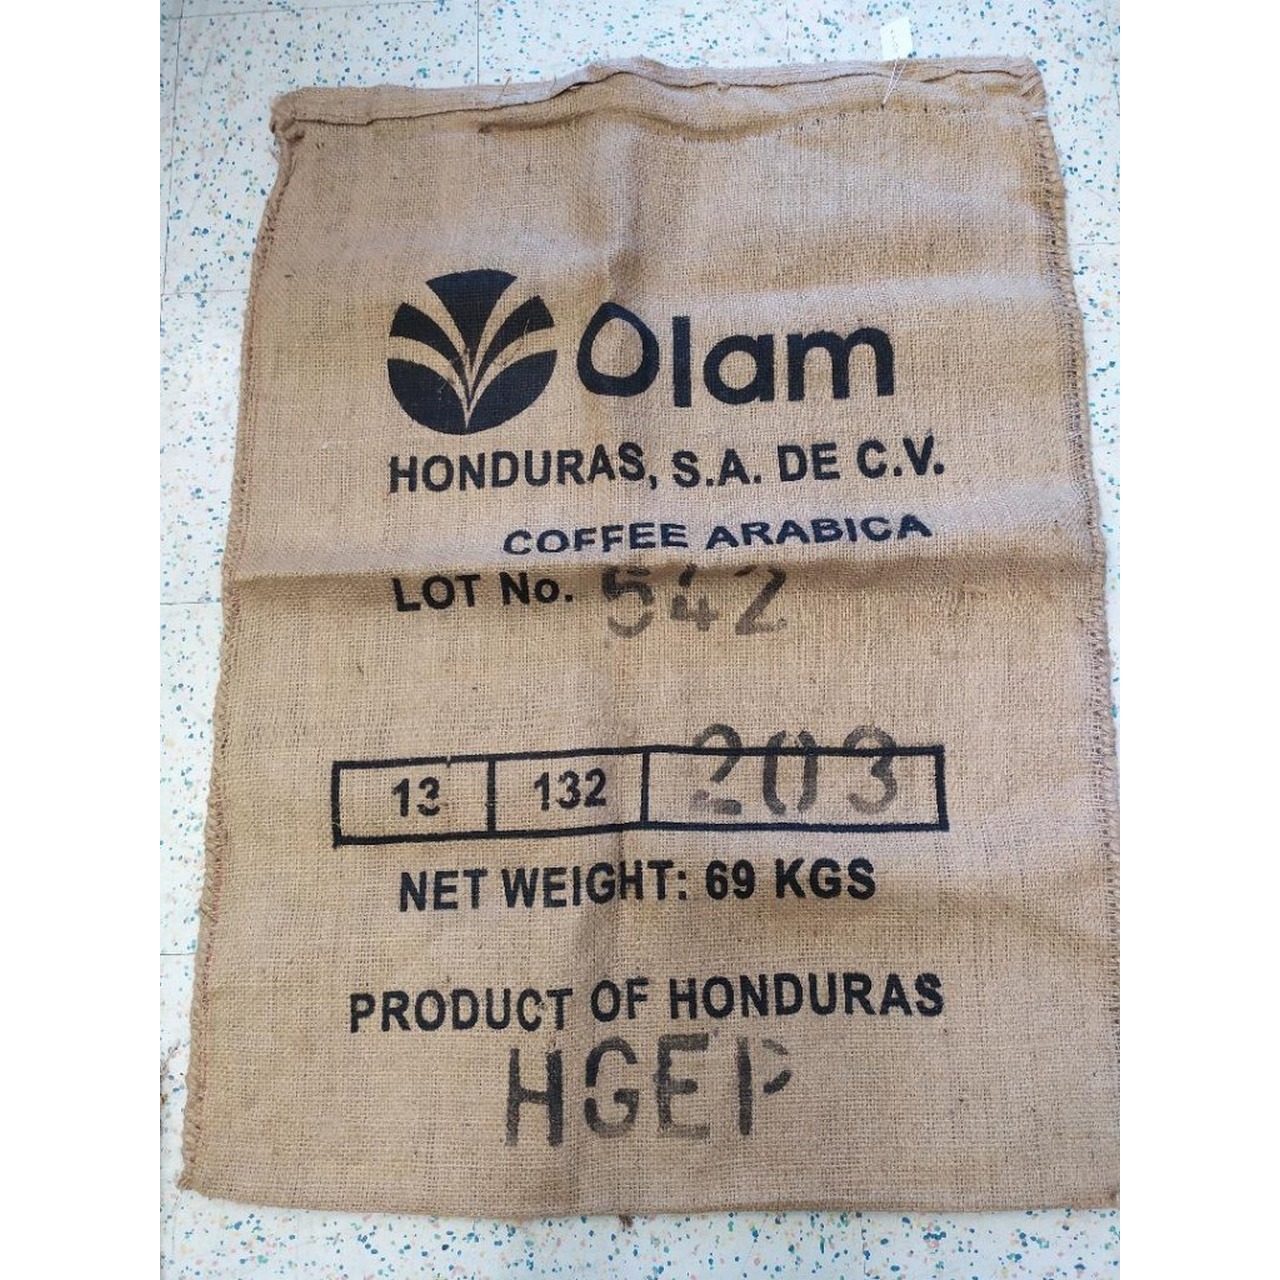 Olam
HONDURAS, S.A. DE C.V.
COFFEE ARABICA
LOT No. 542
13 132 203
NET WEIGHT: 69 KGS
PRODUCT OF HONDURAS
HGEP